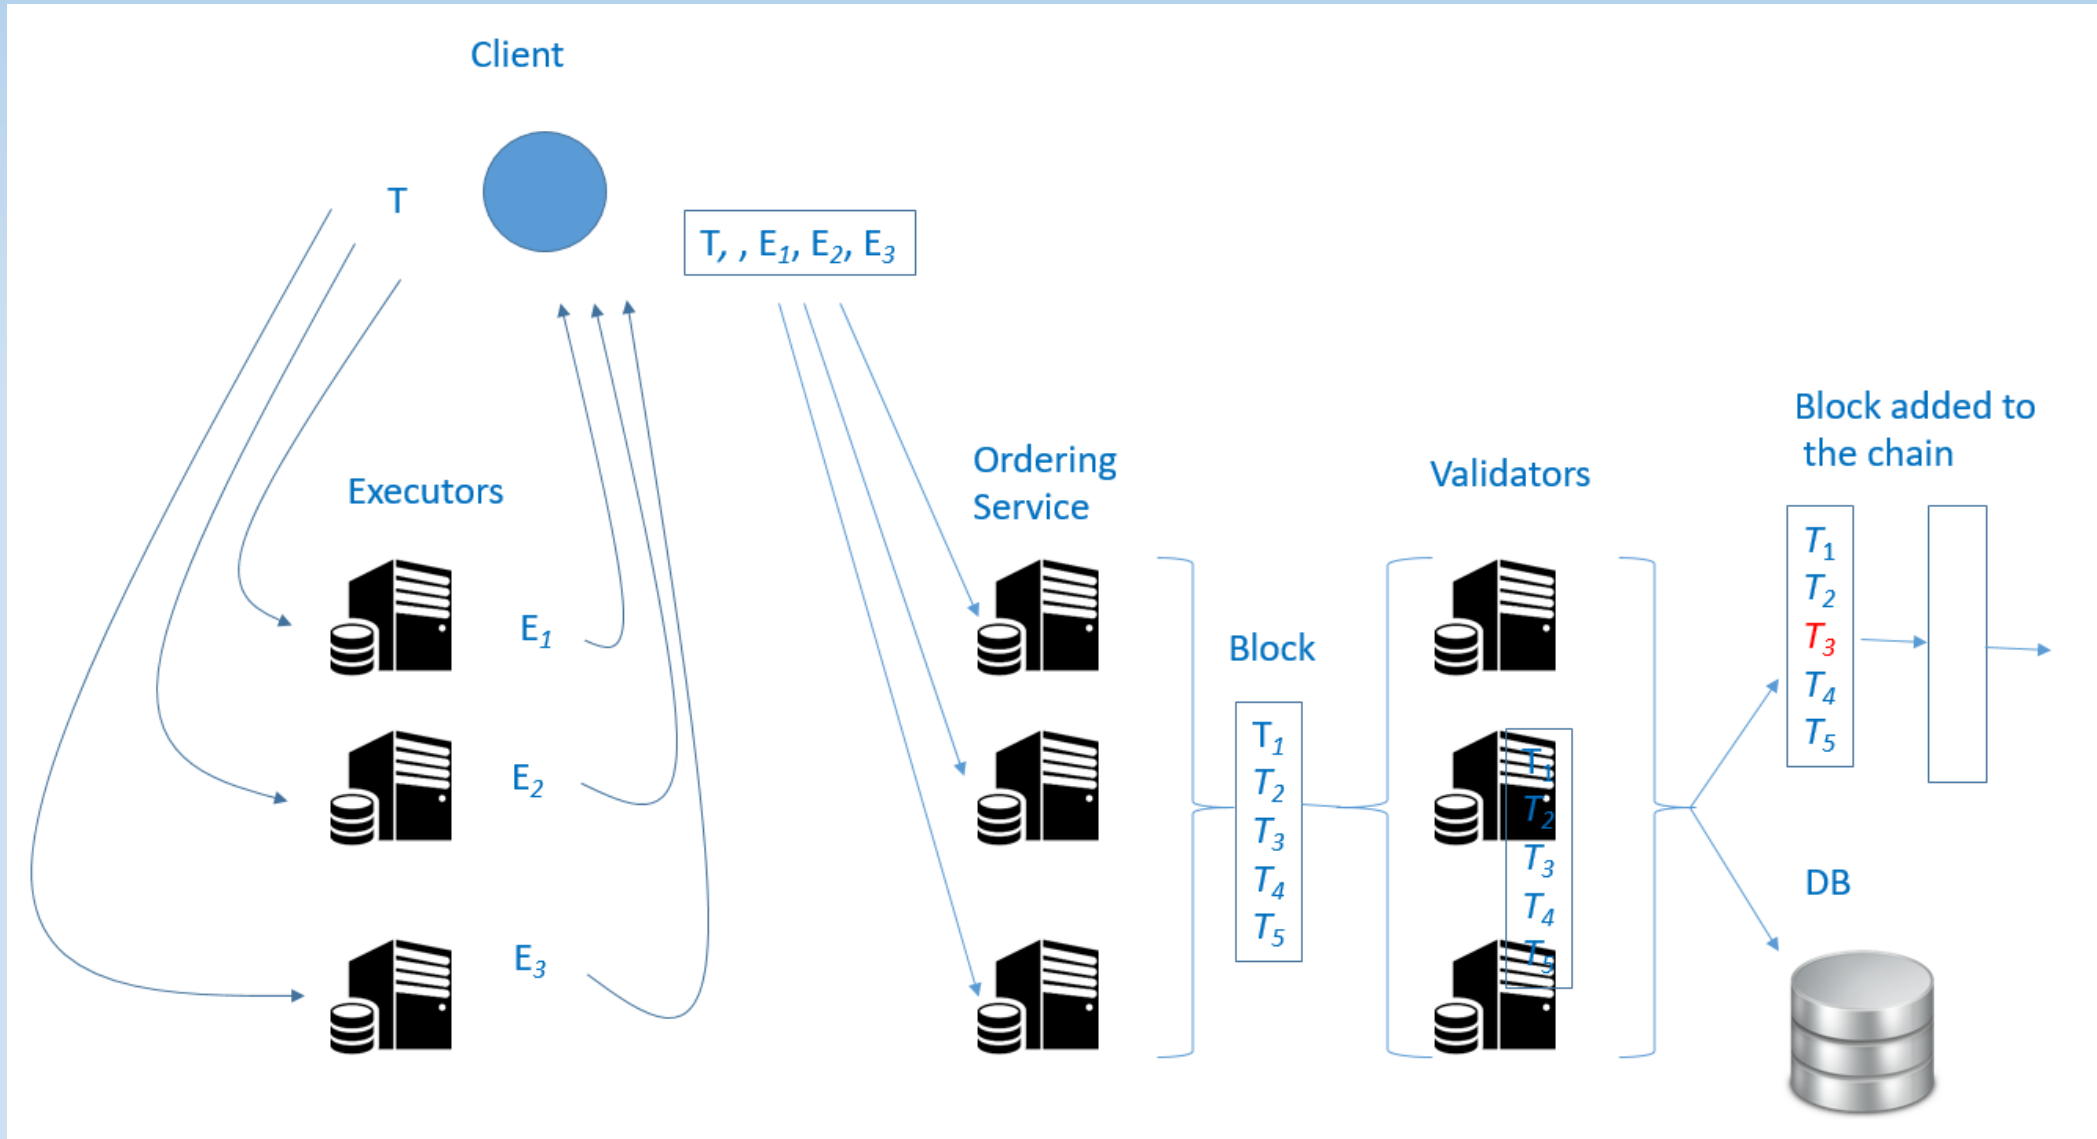 Client
T
T, , E1, E2, E3
Executors
E1
E2
E3
Ordering
Service
Block
T1
T2
T3
T4
T5
Validators
T1
T2
T3
T4
T5
Block added to
the chain
T1
T2
T3
T4
T5
DB